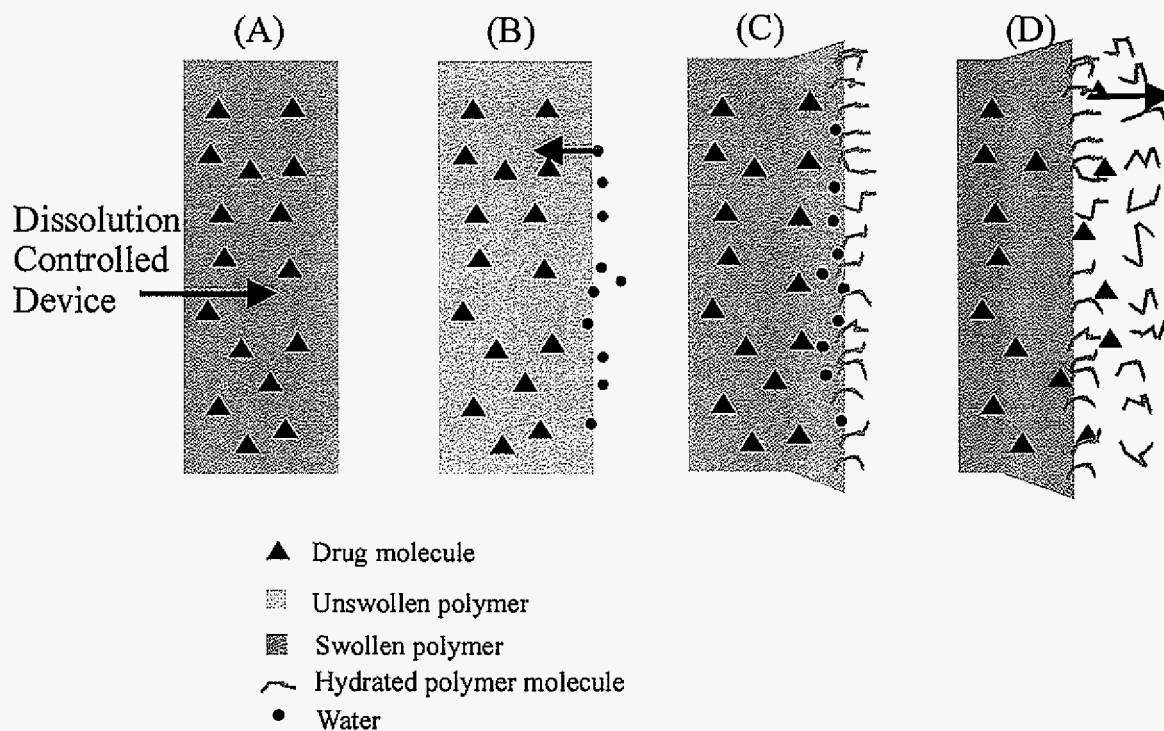 (A)
(B)
(C)
(D)
Dissolution
Controlled
Device
Drug molecule
Unswollen polymer
Swollen polymer
Hydrated polymer molecule
Water